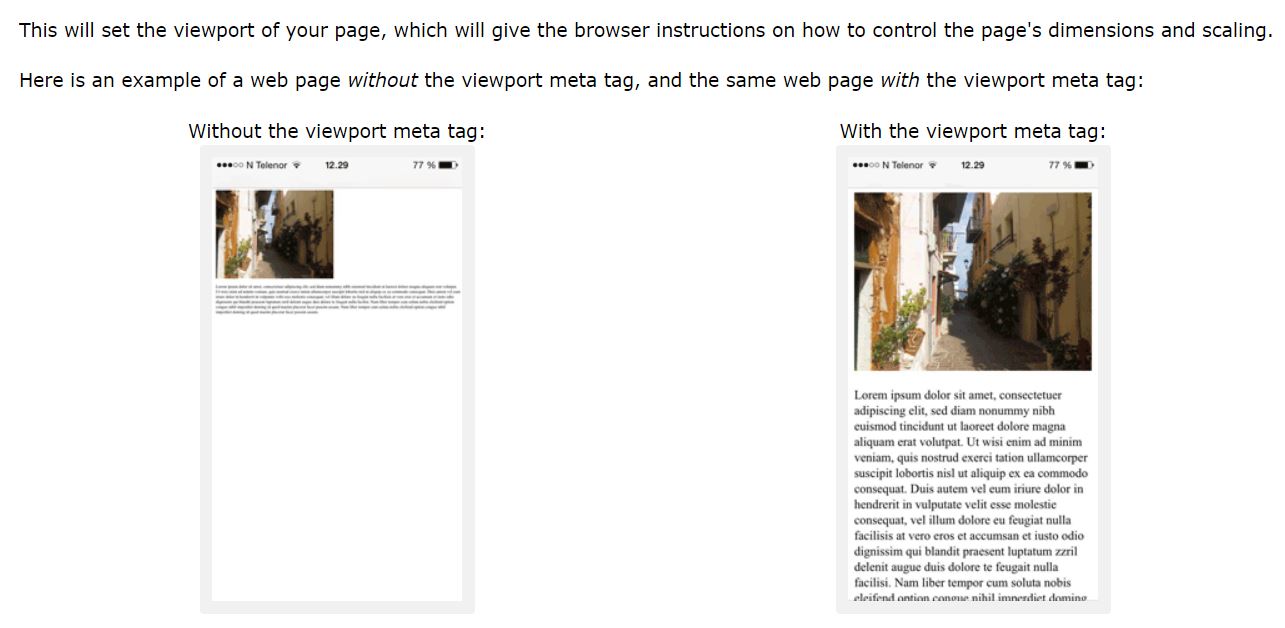 This will set the viewport of your page, which will give the browser instructions on how to control the page's dimensions and scaling.
Here is an example of a web page without the viewport meta tag, and the same web page with the viewport meta tag:
Without the viewport meta tag:
N Telenor 12.29 77 %
With the viewport meta tag:
N Telenor 12.29 77 %
Lorem ipsum dolor sit amet, consectetuer
adipiscing elit, sed diam nonummy nibh
euismod tincidunt ut laoreet dolore magna
aliquam erat volutpat. Ut wisi enim ad minim
veniam, quis nostrud exerci tation ullamcorper
suscipit lobortis nisl ut aliquip ex ea commodo
consequat. Duis autem vel eum iriure dolor in
hendrerit in vulputate velit esse molestie
consequat, vel illum dolore eu feugiat nulla
facilisis at vero eros et accumsan et iusto odio
dignissim qui blandit praesent luptatum zzril
delenit augue duis dolore te feugait nulla
facilisi. Nam liber tempor cum soluta nobis
eleifend option congue nihil imperdiet doming